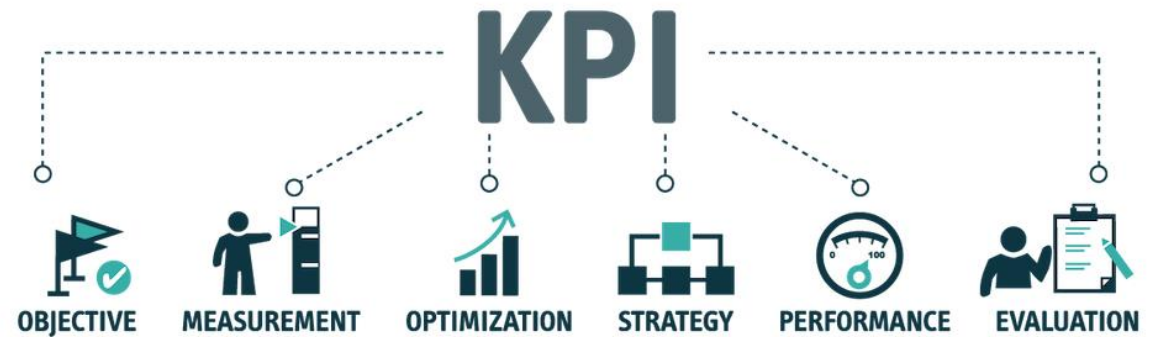 KPI
0 100
OBJECTIVE
MEASUREMENT
OPTIMIZATION
STRATEGY
PERFORMANCE
EVALUATION